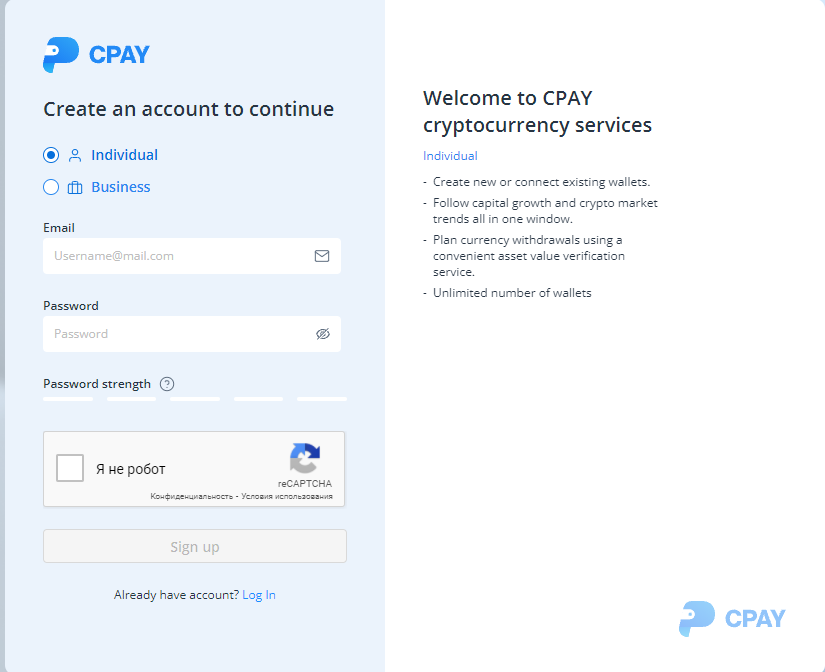 CPAY
Create an account to continue
Individual
Business
Email
Username@mail.com
Password
Password
Password strength ?
Я не робот
reCAPTCHA
Конфиденциальность - Условия использования
Sign up
Already have account? Log In
Welcome to CPAY
cryptocurrency services
Individual
- Create new or connect existing wallets.
- Follow capital growth and crypto market
trends all in one window.
- Plan currency withdrawals using a
convenient asset value verification
service.
- Unlimited number of wallets
CPAY